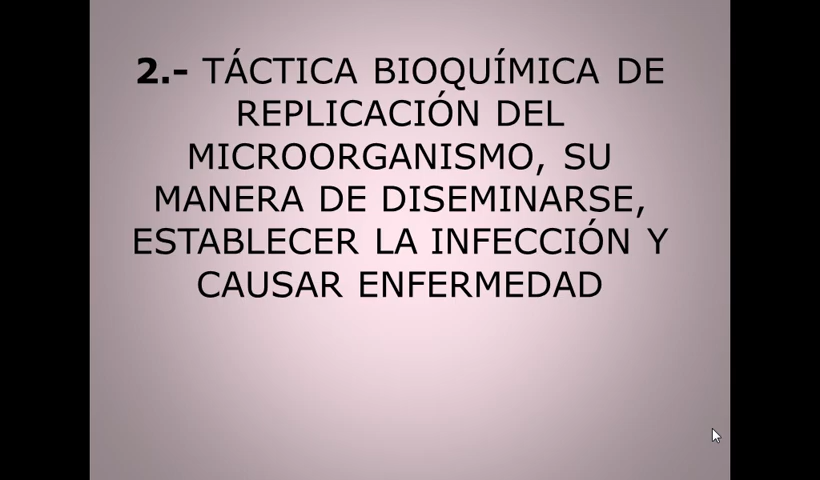 2.- TÁCTICA BIOQUÍMICA DE
REPLICACIÓN DEL
MICROORGANISMO, SU
MANERA DE DISEMINARSE,
ESTABLECER LA INFECCIÓN Y
CAUSAR ENFERMEDAD